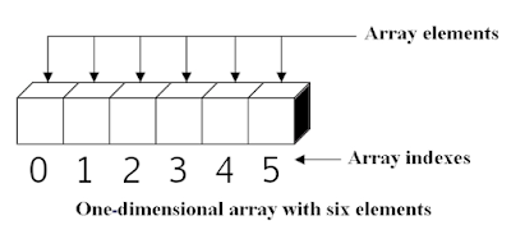 Array elements
0 1 2 3 4 5
Array indexes
One-dimensional array with six elements